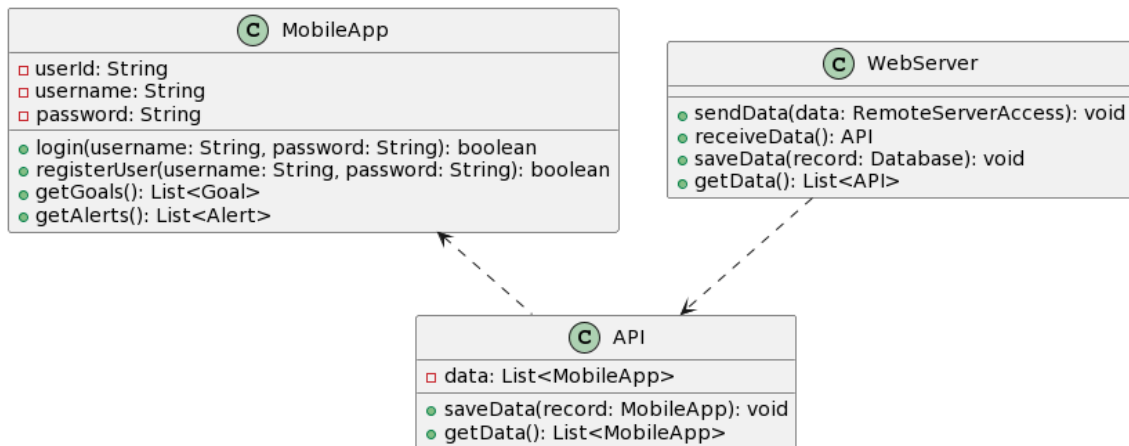 C MobileApp
userId: String
username: String
password: String
login(username: String, password: String): boolean
registerUser(username: String, password: String): boolean
getGoals(): List<Goal>
getAlerts(): List<Alert>
C WebServer
sendData(data: RemoteServerAccess): void
receiveData(): API
saveData(record: Database): void
getData(): List<API>
C API
data: List<MobileApp>
saveData(record: MobileApp): void
getData(): List<MobileApp>